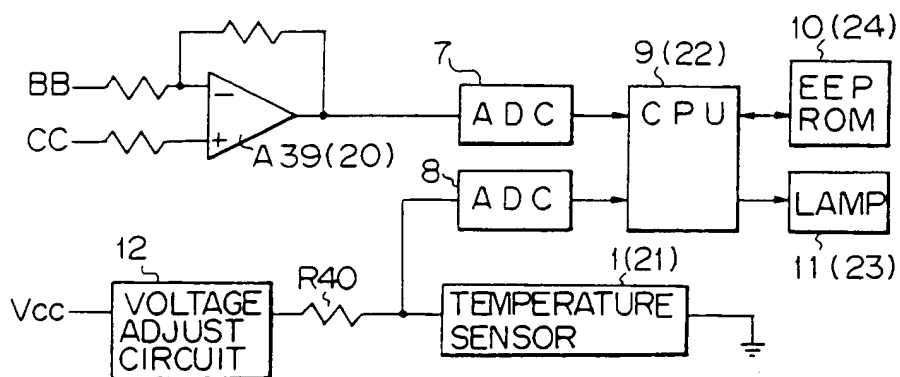 10(24)
7
9(22)
BB
−
ADC
CPU
EEP
ROM
CC
+
A39(20)
8
ADC
LAMP
12
R40
1(21)
11(23)
Vcc
VOLTAGE
ADJUST
CIRCUIT
TEMPERATURE
SENSOR